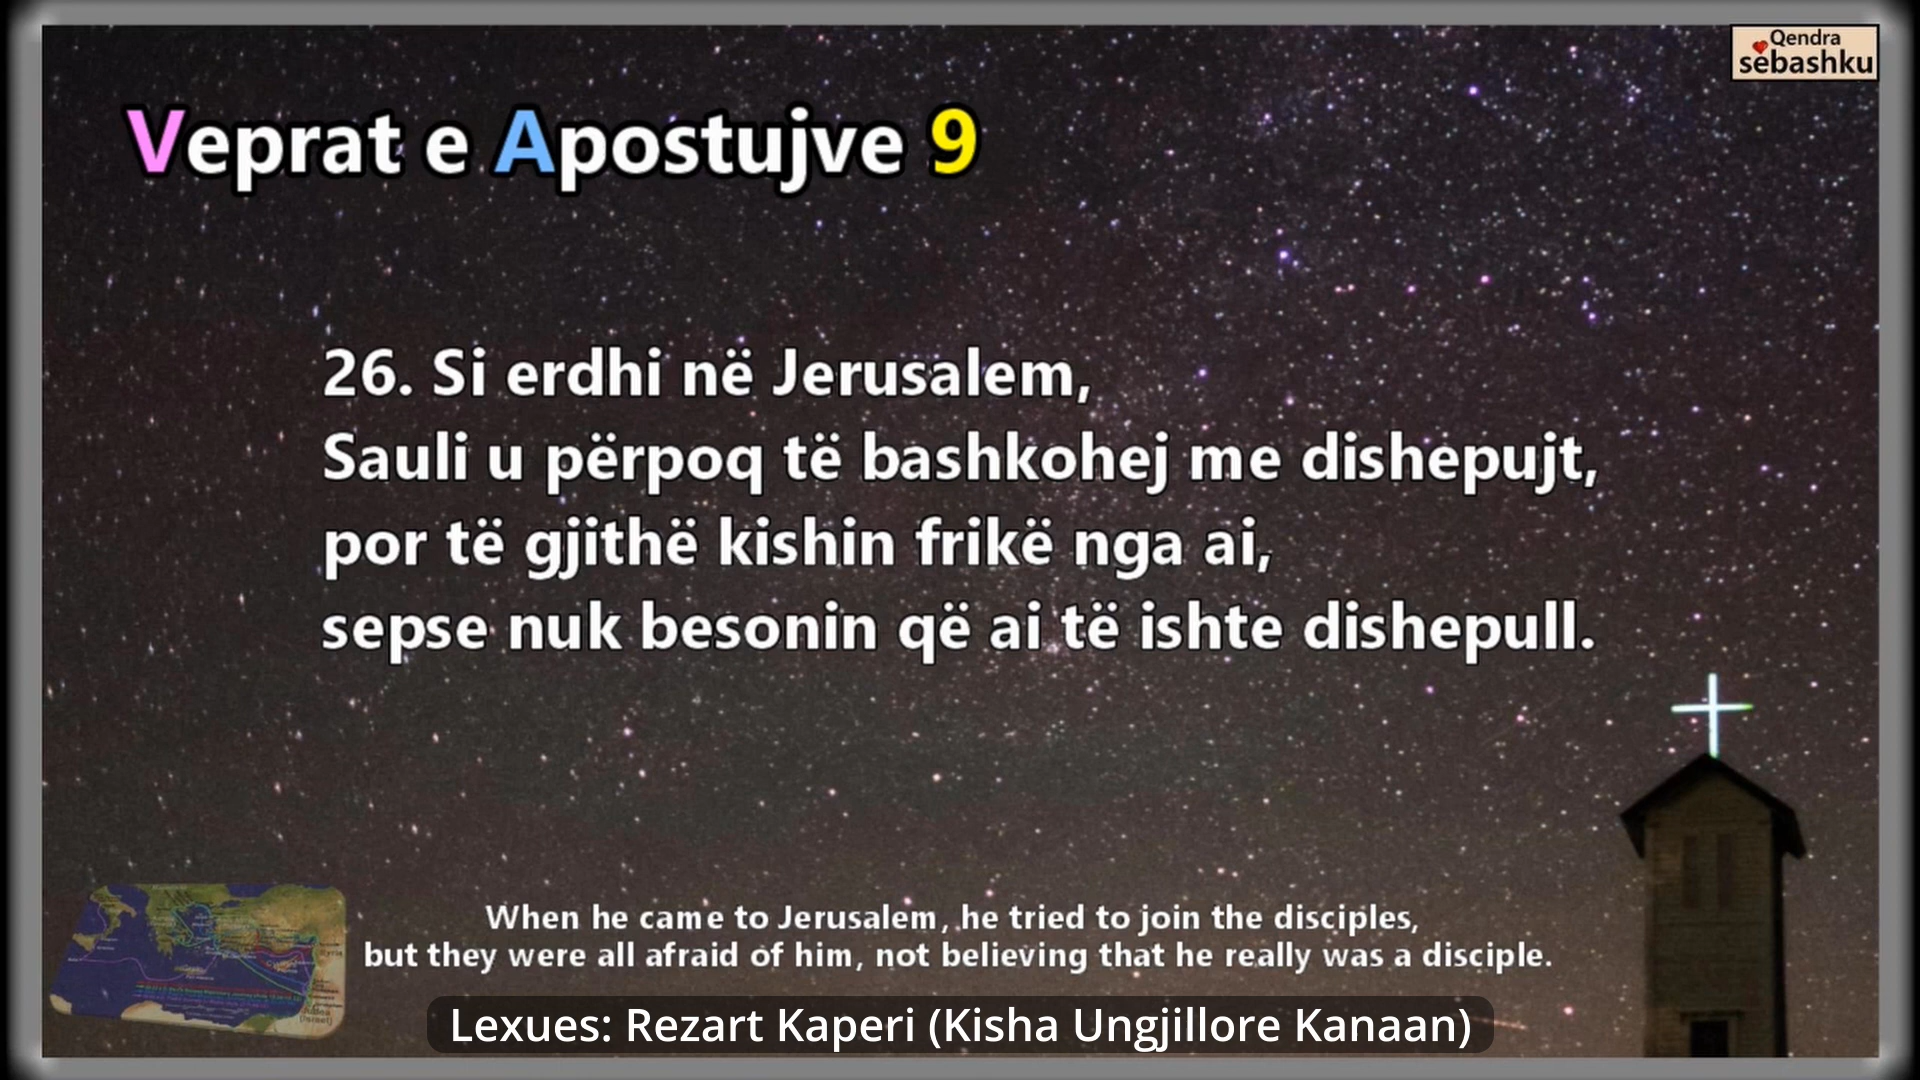 Qendra
sebashku
Veprat e Apostujve 9
26. Si erdhi në Jerusalem,
Sauli u përpoq të bashkohej me dishepujt,
por të gjithë kishin frikë nga ai,
sepse nuk besonin që ai të ishte dishepull.
When he came to Jerusalem, he tried to join the disciples,
but they were all afraid of him, not believing that he really was a disciple.
Lexues: Rezart Kaperi (Kisha Ungjillore Kanaan)